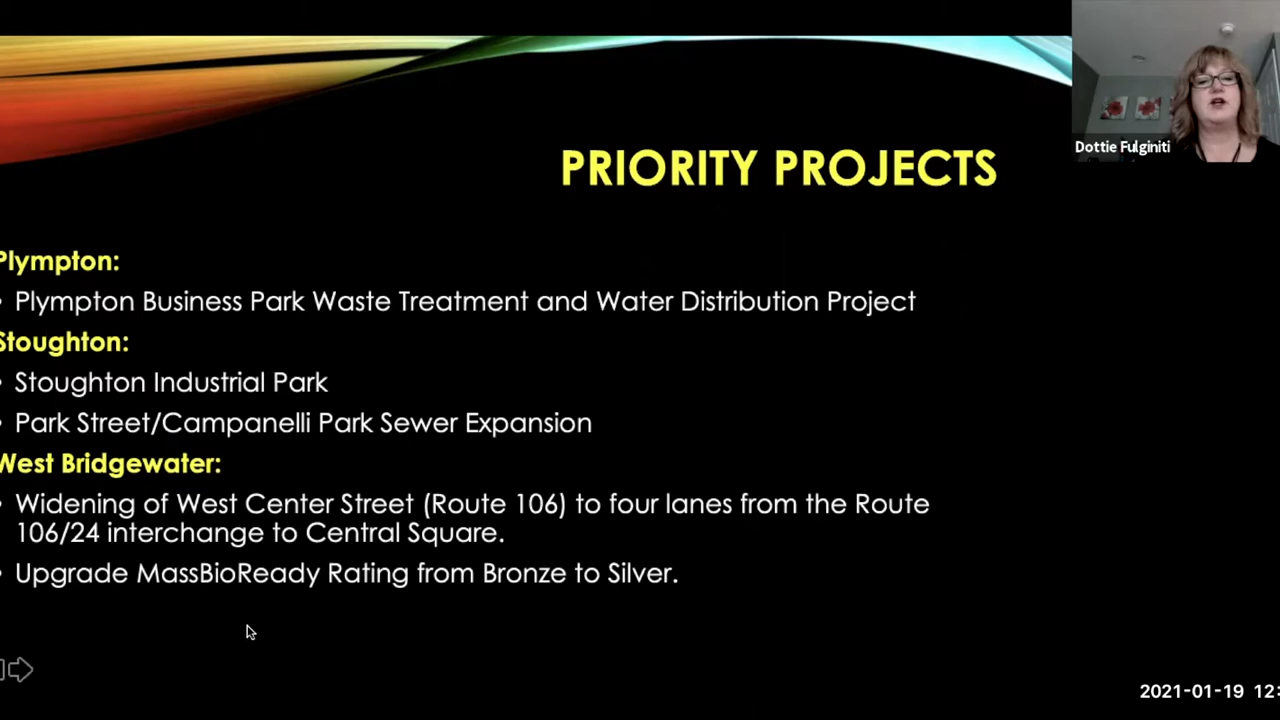 Dottie Fulginiti
PRIORITY PROJECTS
Plympton:
• Plympton Business Park Waste Treatment and Water Distribution Project
Stoughton:
• Stoughton Industrial Park
• Park Street/Campanelli Park Sewer Expansion
West Bridgewater:
• Widening of West Center Street (Route 106) to four lanes from the Route
106/24 interchange to Central Square.
• Upgrade MassBioReady Rating from Bronze to Silver.
2021-01-19 12: